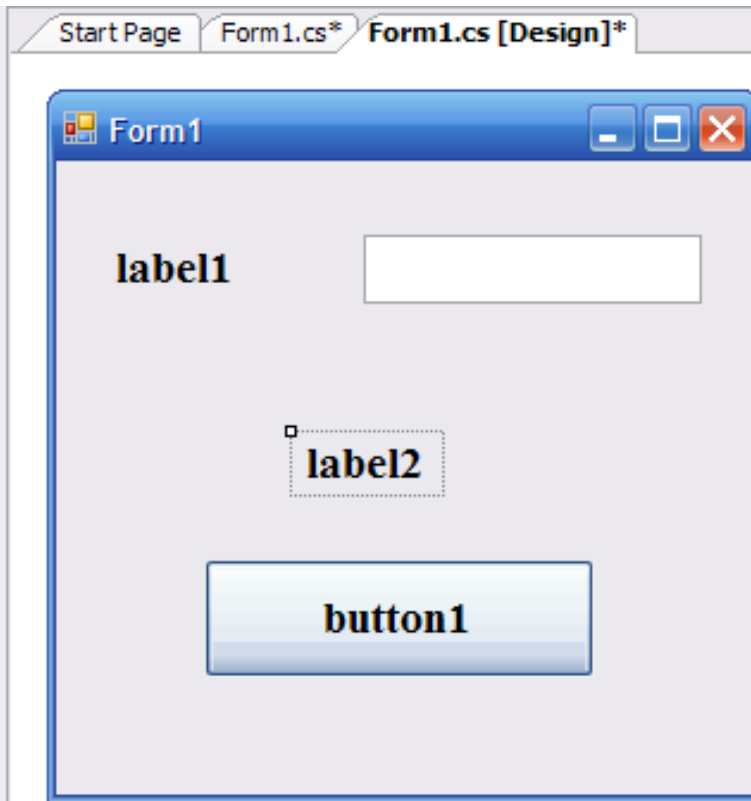 Start Page Form1.cs* Form1.cs [Design]*
Form1
label1
label2
button1